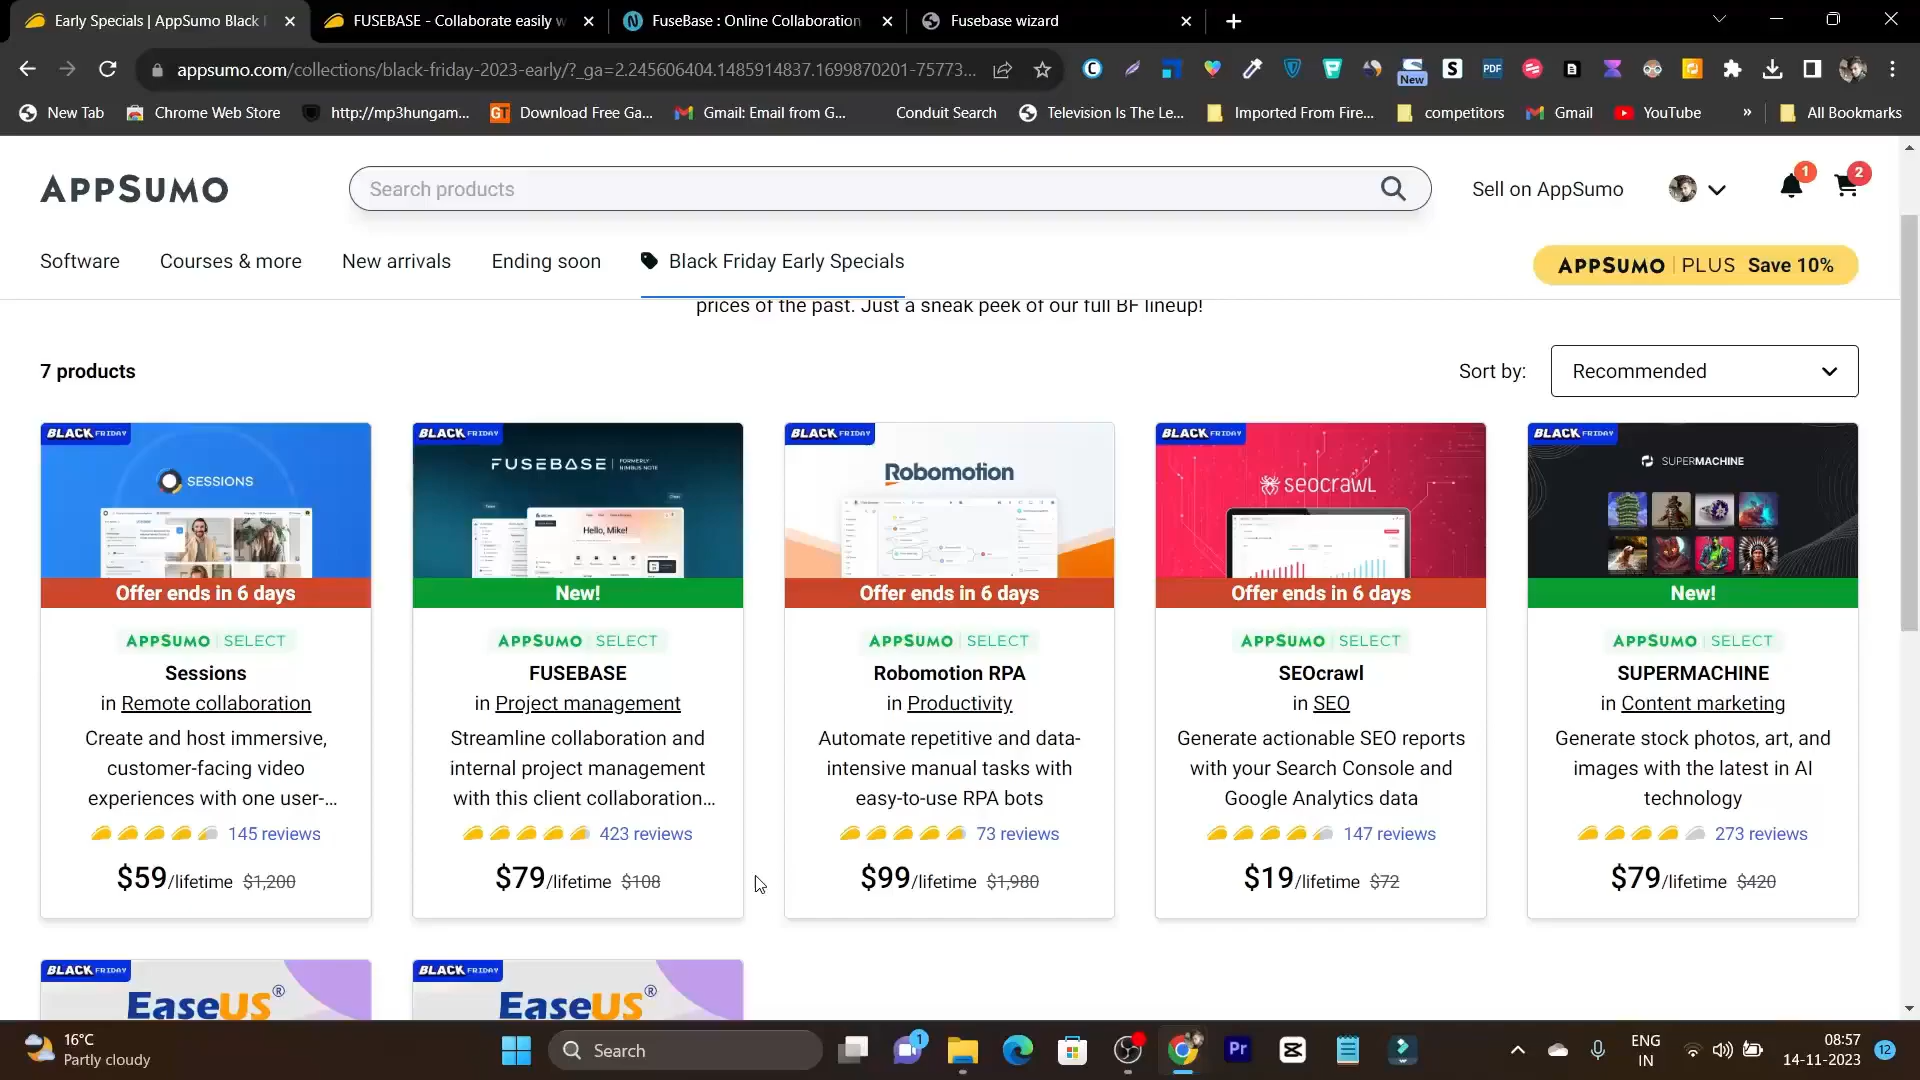 Early Specials | AppSumo Black F
FUSEBASE - Collaborate easily w
FuseBase : Online Collaboration
Fusebase wizard
appsumo.com/collections/black-friday-2023-early/?_ga=2.245606404.1485914837.1699870201-75773...
New
PDF
New Tab
Chrome Web Store
http://mp3hungam...
GT
Download Free Ga...
Gmail: Email from G...
Conduit Search
Television Is The Le...
Imported From Fire...
competitors
Gmail
YouTube
»
All Bookmarks
APPSUMO
Search products
Sell on AppSumo
1
2
Software
Courses & more
New arrivals
Ending soon
Black Friday Early Specials
APPSUMO | PLUS Save 10%
prices of the past. Just a sneak peek of our full BF lineup!
7 products
Sort by:
Recommended
BLACK FRIDAY
SESSIONS
Offer ends in 6 days
APPSUMO | SELECT
Sessions
in Remote collaboration
Create and host immersive,
customer-facing video
experiences with one user-...
145 reviews
$59/lifetime $1,200
BLACK FRIDAY
FUSEBASE | FORMERLY NIMBUS NOTE
Hello, Mike!
New!
APPSUMO | SELECT
FUSEBASE
in Project management
Streamline collaboration and
internal project management
with this client collaboration...
423 reviews
$79/lifetime $108
BLACK FRIDAY
Robomotion
Offer ends in 6 days
APPSUMO | SELECT
Robomotion RPA
in Productivity
Automate repetitive and data-
intensive manual tasks with
easy-to-use RPA bots
73 reviews
$99/lifetime $1,980
BLACK FRIDAY
seocrawl
Offer ends in 6 days
APPSUMO | SELECT
SEOcrawl
in SEO
Generate actionable SEO reports
with your Search Console and
Google Analytics data
147 reviews
$19/lifetime $72
BLACK FRIDAY
SUPERMACHINE
New!
APPSUMO | SELECT
SUPERMACHINE
in Content marketing
Generate stock photos, art, and
images with the latest in AI
technology
273 reviews
$79/lifetime $420
BLACK FRIDAY
EaseUS®
BLACK FRIDAY
EaseUS®
16°C
Partly cloudy
Search
1
Pr
ENG
IN
08:57
14-11-2023
12